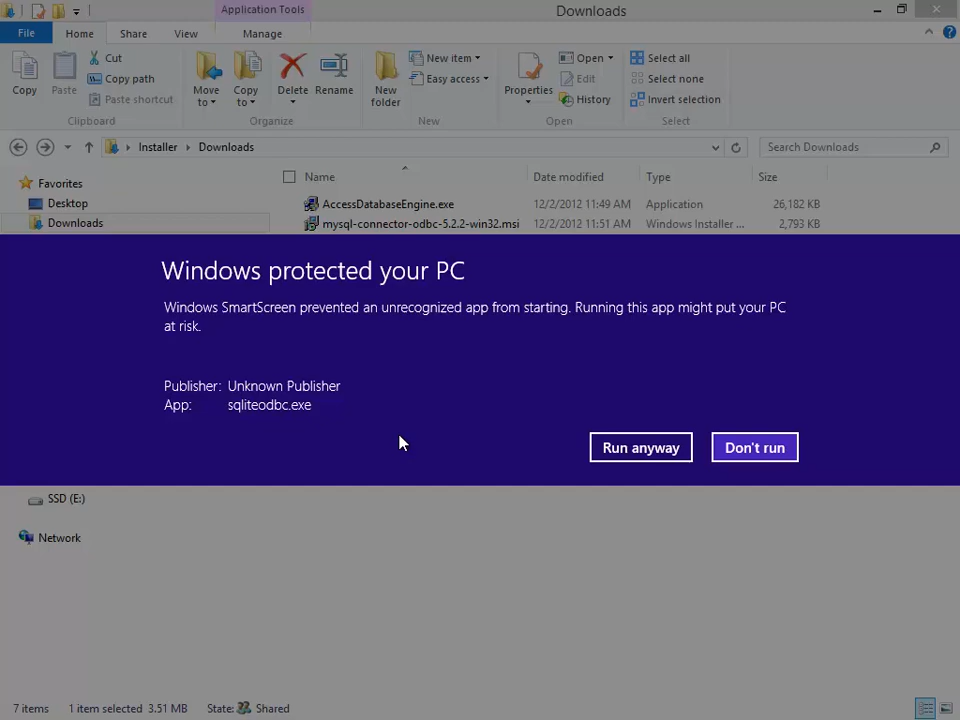 Application Tools
Downloads
File
Home
Share
View
Manage
Copy
Paste
Cut
Copy path
Paste shortcut
Clipboard
Move to
Copy to
Delete
Rename
Organize
New folder
New item
Easy access
New
Properties
Open
Edit
History
Open
Select all
Select none
Invert selection
Select
Installer
Downloads
Search Downloads
Favorites
Desktop
Downloads
Name Date modified Type Size
AccessDatabaseEngine.exe 12/2/2012 11:49 AM Application 26,182 KB
mysql-connector-odbc-5.2.2-win32.msi 12/2/2012 11:51 AM Windows Installer ... 2,793 KB
Windows protected your PC
Windows SmartScreen prevented an unrecognized app from starting. Running this app might put your PC
at risk.
Publisher: Unknown Publisher
App: sqliteodbc.exe
Run anyway
Don't run
SSD (E:)
Network
7 items 1 item selected 3.51 MB State: Shared